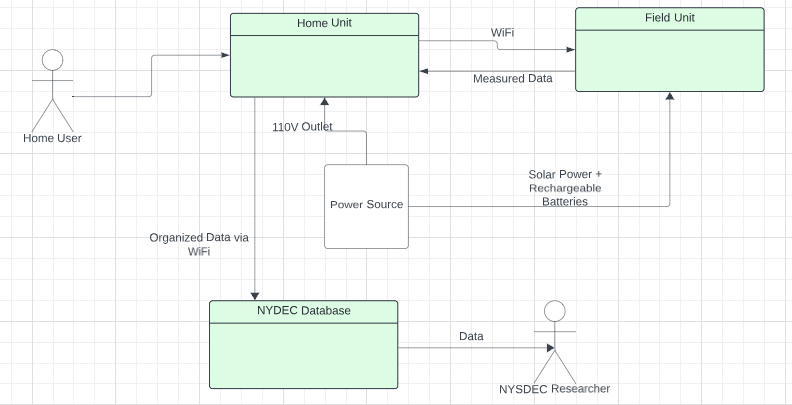 Home Unit
Field Unit
WiFi
Measured Data
Home User
110V Outlet
Solar Power +
Rechargeable
Batteries
Power Source
Organized Data via
WiFi
NYDEC Database
Data
NYSDEC Researcher